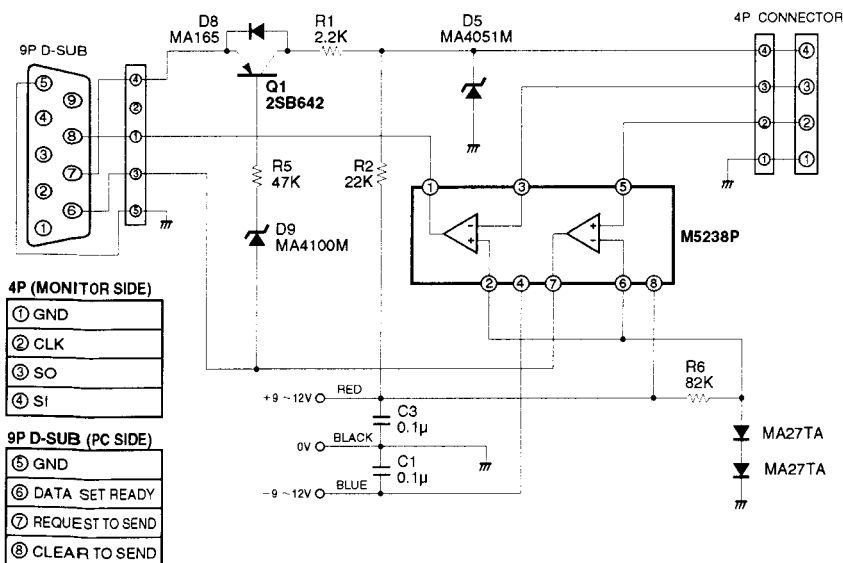 D8
MA165
R1
2.2K
D5
MA4051M
4P CONNECTOR
9P D-SUB
5
9
4
8
3
7
2
6
1
4
2
1
3
5
Q1
2SB642
4
4
3
3
2
2
1
1
R5
47K
R2
22K
D9
MA4100M
1
3
5
-
+
+
-
M5238P
2
4
7
6
8
R6
82K
MA27TA
MA27TA
+9 ~12V
RED
C3
0.1µ
0V
BLACK
C1
0.1µ
-9 ~12V
BLUE
4P (MONITOR SIDE)
① GND
② CLK
③ SO
④ SI
9P D-SUB (PC SIDE)
⑤ GND
⑥ DATA SET READY
⑦ REQUEST TO SEND
⑧ CLEAR TO SEND